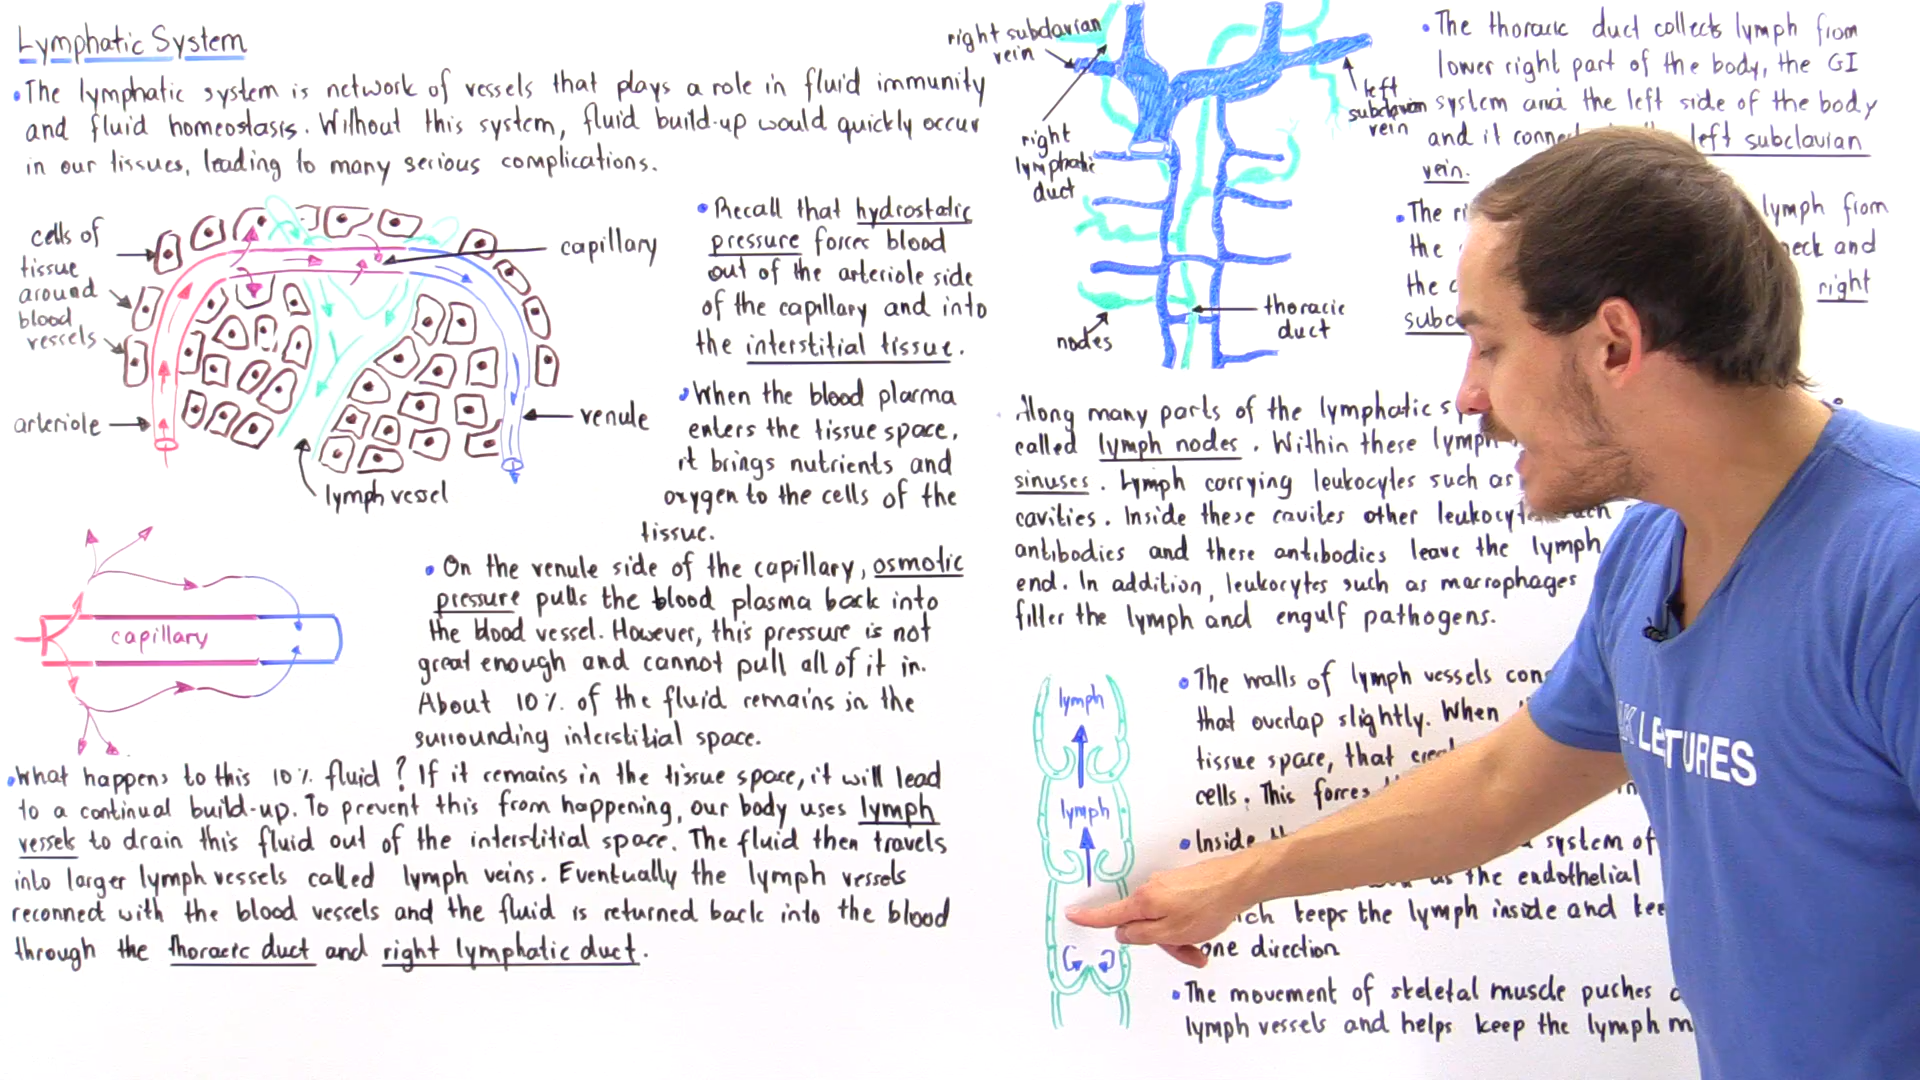 Lymphatic System
• The lymphatic system is network of vessels that plays a role in fluid immunity
and fluid homeostasis. Without this system, fluid build-up would quickly occur
in our tissues, leading to many serious complications.
cells of
tissue
around
blood
vessels
arteriole
capillary
venule
lymph vessel
• Recall that hydrostatic
pressure forces blood
out of the arteriole side
of the capillary and into
the interstitial tissue.
• When the blood plasma
enters the tissue space,
it brings nutrients and
oxygen to the cells of the
tissue.
capillary
• On the venule side of the capillary, osmotic
pressure pulls the blood plasma back into
the blood vessel. However, this pressure is not
great enough and cannot pull all of it in.
About 10% of the fluid remains in the
surrounding interstitial space.
• What happens to this 10% fluid? If it remains in the tissue space, it will lead
to a continual build-up. To prevent this from happening, our body uses lymph
vessels to drain this fluid out of the interstitial space. The fluid then travels
into larger lymph vessels called lymph veins. Eventually the lymph vessels
reconnect with the blood vessels and the fluid is returned back into the blood
through the thoracic duct and right lymphatic duct.
right subclavian
vein
right
lymphatic
duct
left
subclavian
vein
nodes
thoracic
duct
• The thoracic duct collects lymph from
lower right part of the body, the GI
system and the left side of the body
and it left subclavian
vein.
• The lymph from
the neck and
the right
Along many parts of the lymphatic
called lymph nodes. Within these lymph
sinuses. Lymph carrying leukocytes such as
cavities. Inside these cavites other
antibodies and these antibodies leave the lymph
end. In addition, leukocytes such as macrophages
filter the lymph and engulf pathogens.
lymph
lymph
• The walls of lymph vessels
that overlap slightly. When
tissue space, that
cells. This forces
• Inside system of
as the endothelial
keeps the lymph inside and
one direction
• The movement of skeletal muscle puches
lymph vessels and helps keep the lymph
LECTURES